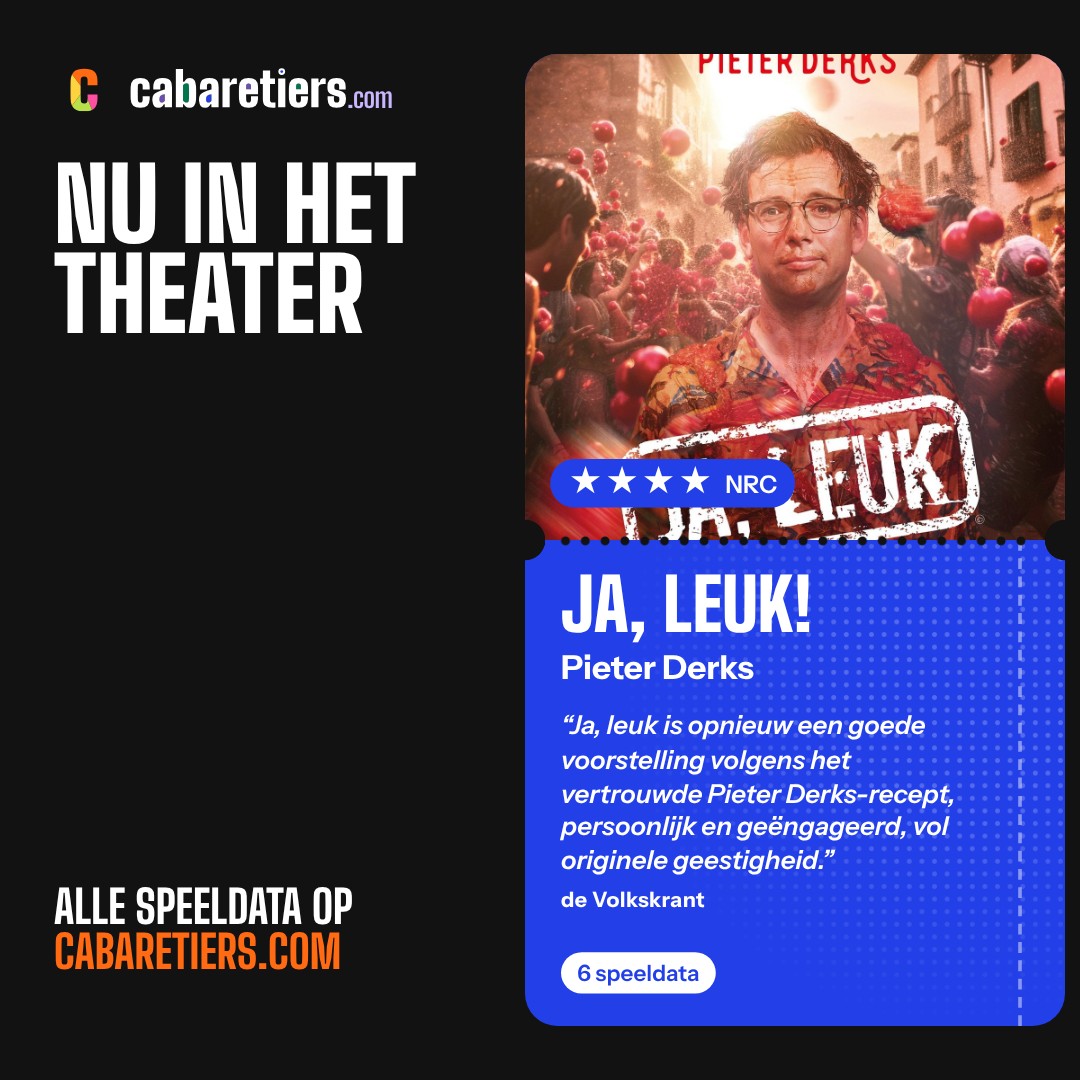 cabaretiers.com
NU IN HET
THEATER
ALLE SPEELDATA OP
CABARETIERS.COM
PIETER DERKS
JA, LEUK
★★★★ NRC
©
JA, LEUK!
Pieter Derks
“Ja, leuk is opnieuw een goede
voorstelling volgens het
vertrouwde Pieter Derks-recept,
persoonlijk en geëngageerd, vol
originele geestigheid.”
de Volkskrant
6 speeldata